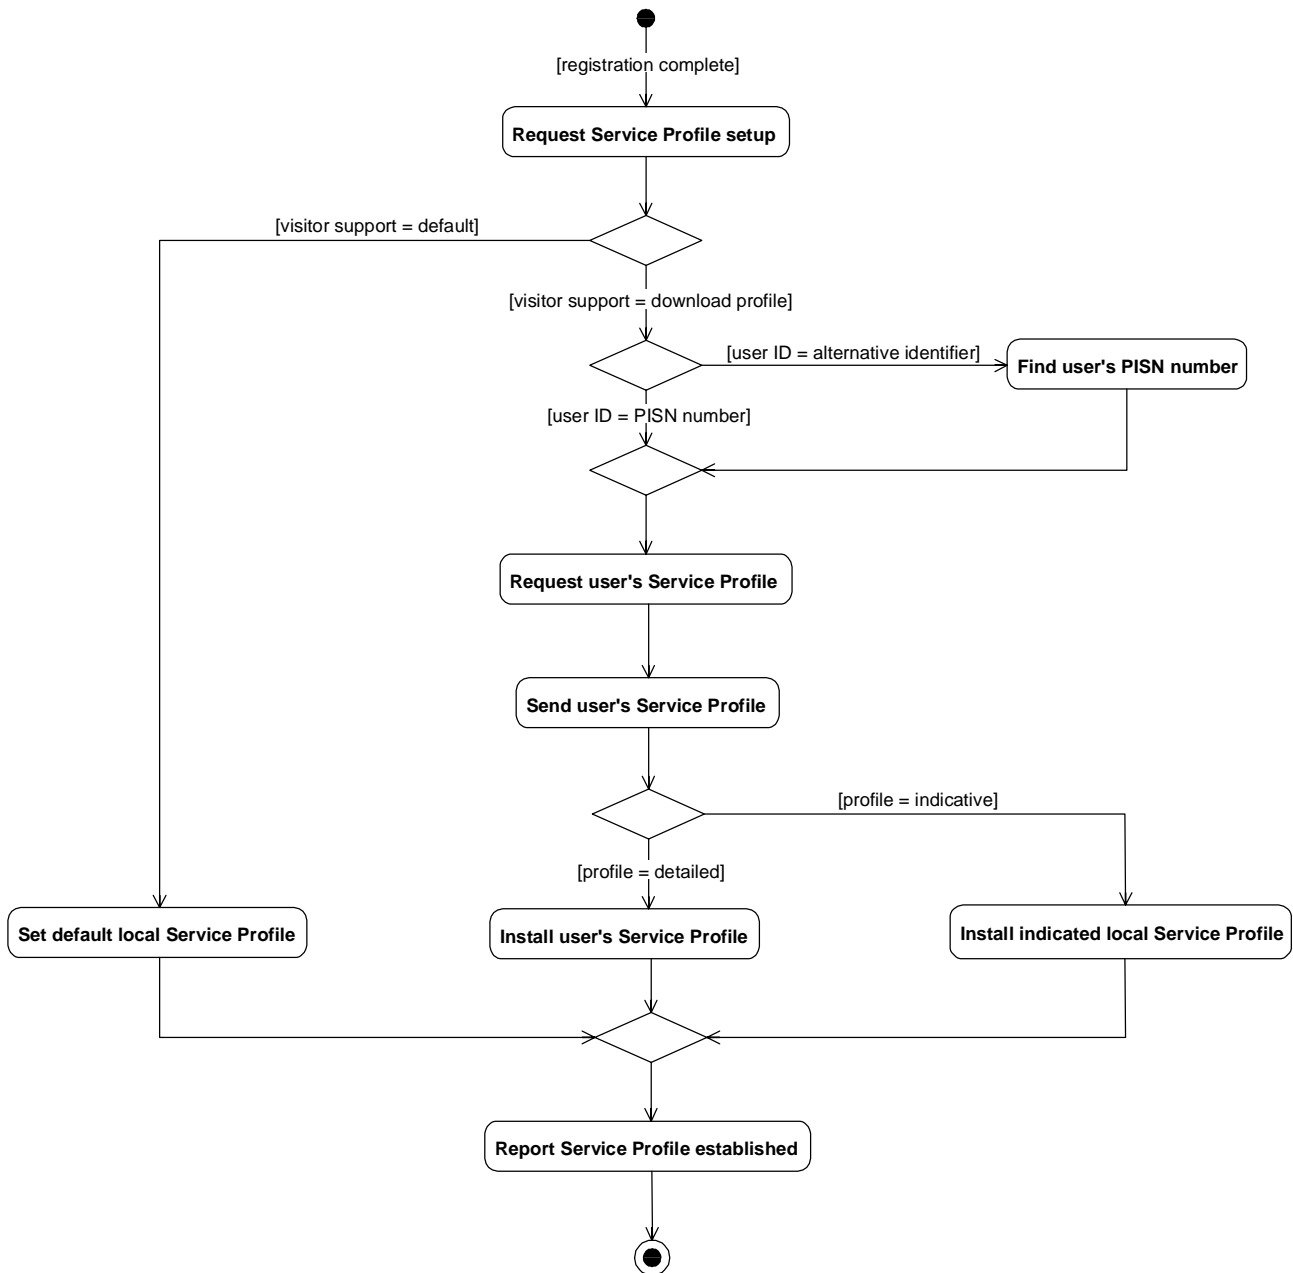 [registration complete]
Request Service Profile setup
[visitor support = default]
[visitor support = download profile]
[user ID = alternative identifier]
Find user's PISN number
[user ID = PISN number]
Request user's Service Profile
Send user's Service Profile
[profile = indicative]
[profile = detailed]
Set default local Service Profile
Install user's Service Profile
Install indicated local Service Profile
Report Service Profile established